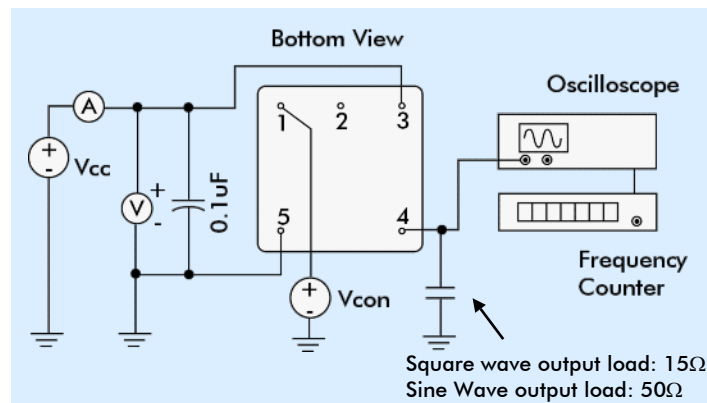 Bottom View
Oscilloscope
A
1
2
3
+
-
Vcc
V
+
-
0.1uF
5
4
+
-
Vcon
Frequency
Counter
Square wave output load: 15Ω
Sine Wave output load: 50Ω